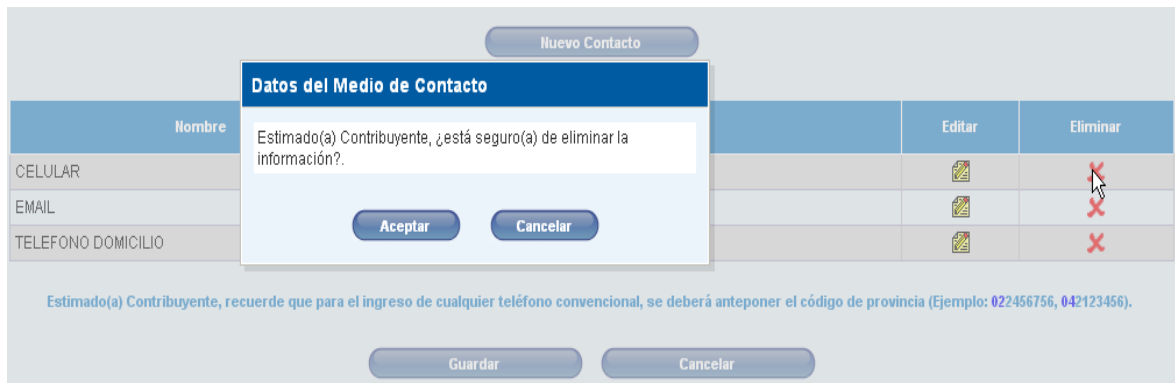 Nuevo Contacto
Datos del Medio de Contacto
Nombre
Editar
Eliminar
Estimado(a) Contribuyente, ¿está seguro(a) de eliminar la
información?.
CELULAR
EMAIL
TELEFONO DOMICILIO
Aceptar
Cancelar
Estimado(a) Contribuyente, recuerde que para el ingreso de cualquier teléfono convencional, se deberá anteponer el código de provincia (Ejemplo: 022456756, 042123456).
Guardar
Cancelar